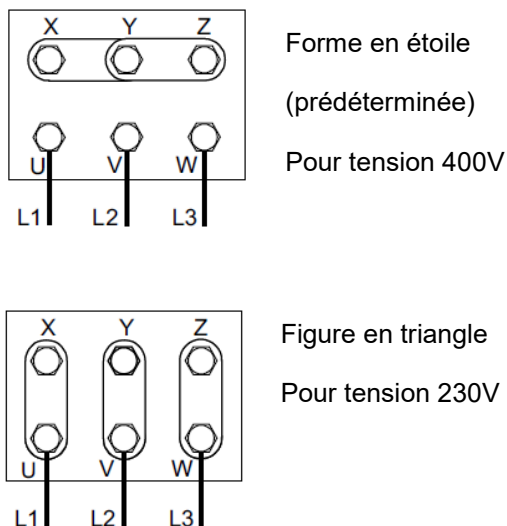 X Y Z
Forme en étoile
(prédéterminée)
Pour tension 400V
U V W
L1 L2 L3
X Y Z
Figure en triangle
Pour tension 230V
U V W
L1 L2 L3